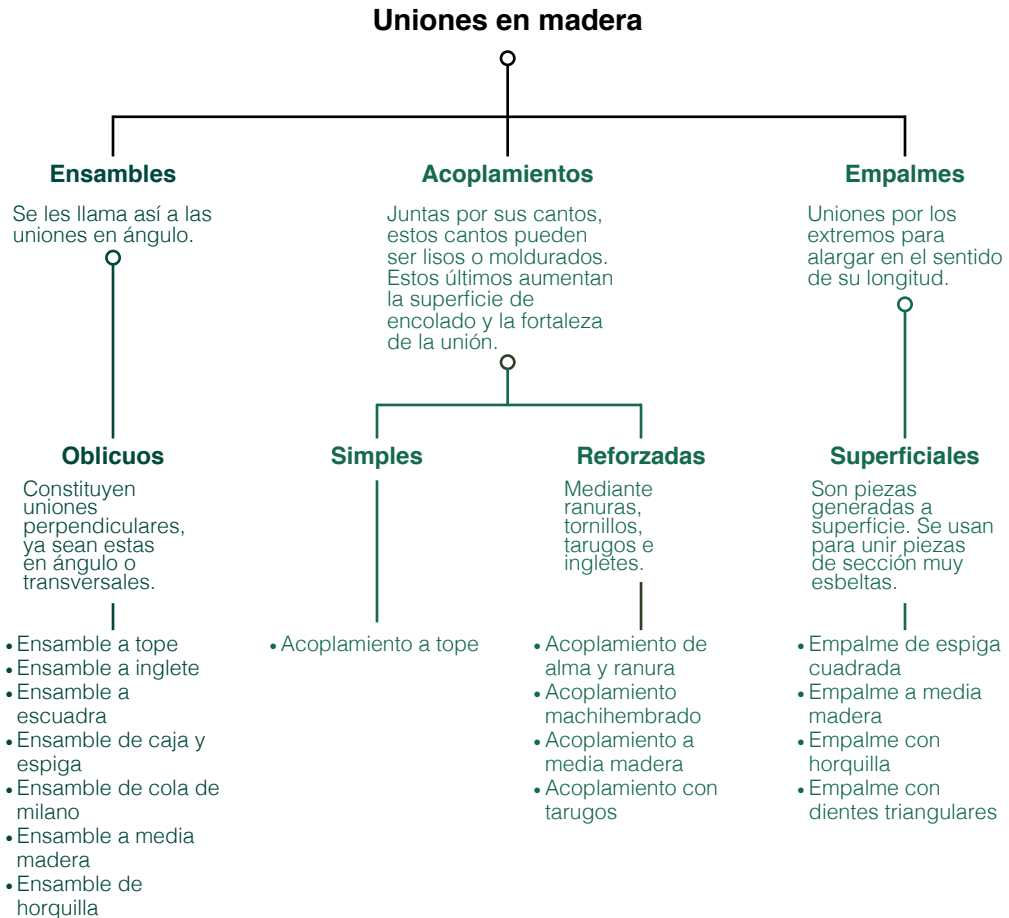 Uniones en madera
Ensambles
Se les llama así a las
uniones en ángulo.
Acoplamientos
Juntas por sus cantos,
estos cantos pueden
ser lisos o moldurados.
Estos últimos aumentan
la superficie de
encolado y la fortaleza
de la unión.
Empalmes
Uniones por los
extremos para
alargar en el sentido
de su longitud.
Oblicuos
Constituyen
uniones
perpendiculares,
ya sean estas
en ángulo o
transversales.
• Ensamble a tope
• Ensamble a inglete
• Ensamble a
escuadra
• Ensamble de caja y
espiga
• Ensamble de cola de
milano
• Ensamble a media
madera
• Ensamble de
horquilla
Simples
• Acoplamiento a tope
Reforzadas
Mediante
ranuras,
tornillos,
tarugos e
ingletes.
• Acoplamiento de
alma y ranura
• Acoplamiento
machihembrado
• Acoplamiento a
media madera
• Acoplamiento con
tarugos
Superficiales
Son piezas
generadas a
superficie. Se usan
para unir piezas
de sección muy
esbeltas.
• Empalme de espiga
cuadrada
• Empalme a media
madera
• Empalme con
horquilla
• Empalme con
dientes triangulares